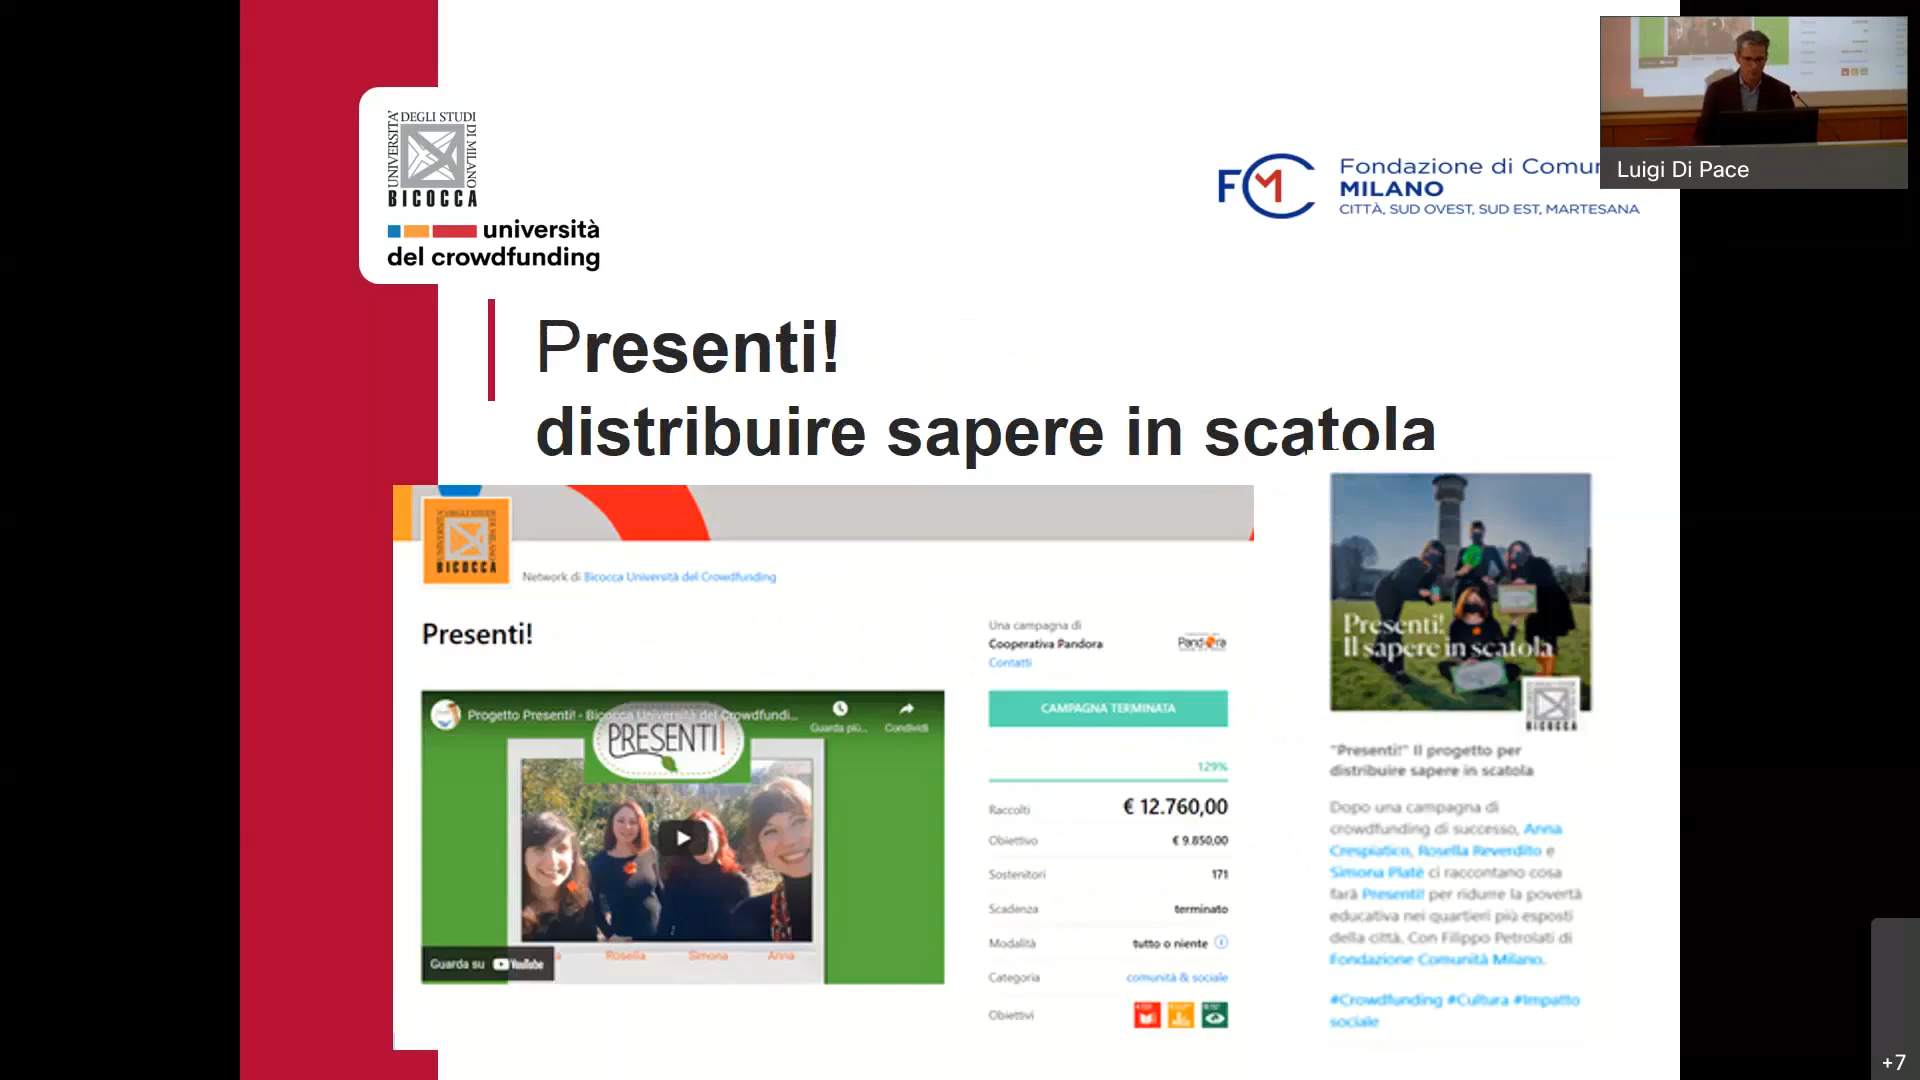 UNIVERSITA' DEGLI STUDI DI MILANO
BICOCCA
università
del crowdfunding
FMC
Fondazione di Comu
MILANO
CITTÀ, SUD OVEST, SUD EST, MARTESANA
Luigi Di Pace
Presenti!
distribuire sapere in scatola
BICOCCA
Network di Bicocca Università del Crowdfunding
Presenti!
Una campagna di
Cooperativa Pandora
Contatti
Pandora
CAMPAGNA TERMINATA
129%
Raccolti € 12.760,00
Obiettivo € 9.850,00
Sostenitori 171
Scadenza terminato
Modalità tutto o niente
Categoria comunità & sociale
Obiettivi
Progetto Presenti! - Bicocca Università del Crowdfundi...
Guarda più...
Condividi
PRESENTI!
Rosella Simona Anna
Guarda su YouTube
Presenti!
Il sapere in scatola
BICOCCA
"Presenti!" Il progetto per
distribuire sapere in scatola
Dopo una campagna di
crowdfunding di successo, Anna
Crespiatico, Rosella Reverdito e
Simona Platè ci raccontano cosa
farà Presenti! per ridurre la povertà
educativa nei quartieri più esposti
della città. Con Filippo Petrolati di
Fondazione Comunità Milano.
#Crowdfunding #Cultura #Impatto
sociale
+7